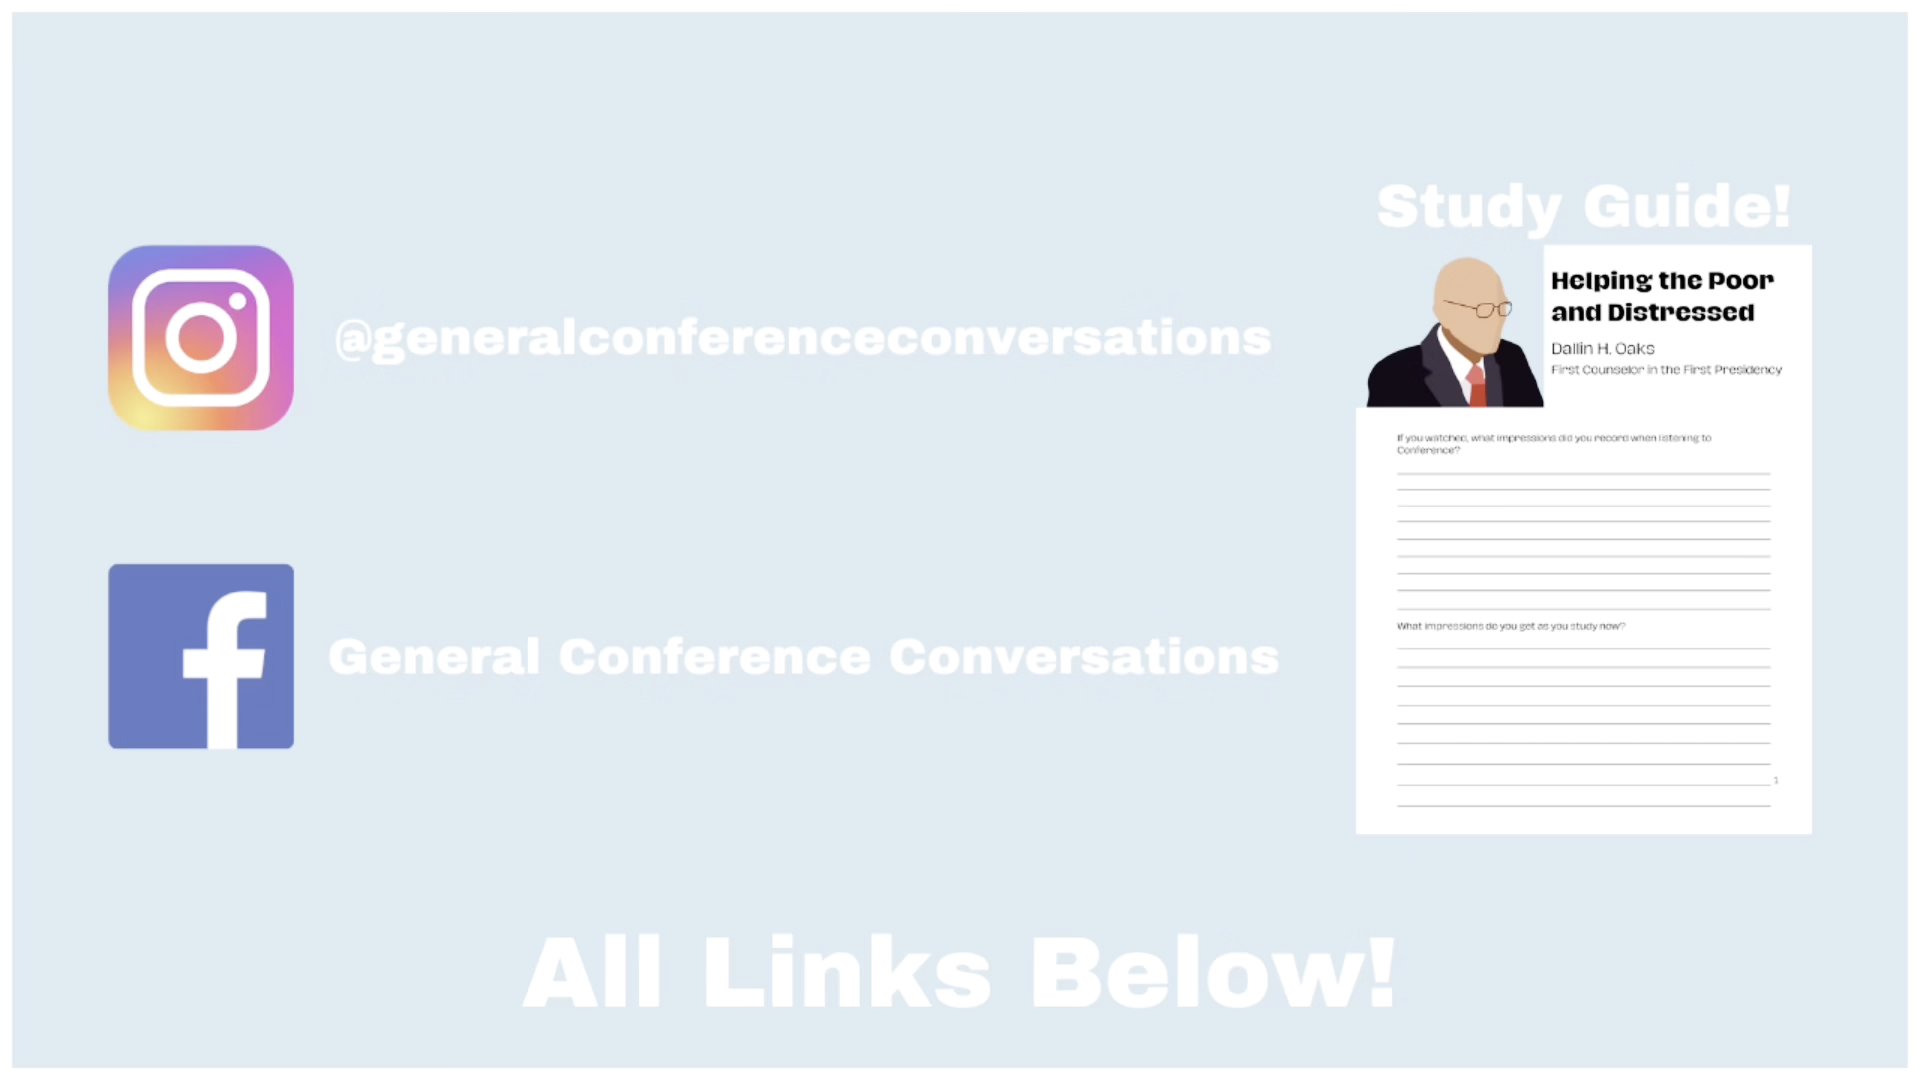 @generalconferenceconversations
General Conference Conversations
Study Guide!
Helping the Poor
and Distressed
Dallin H. Oaks
First Counselor in the First Presidency
If you watched, what impressions did you record when listening to
Conference?
What impressions do you get as you study now?
1
All Links Below!